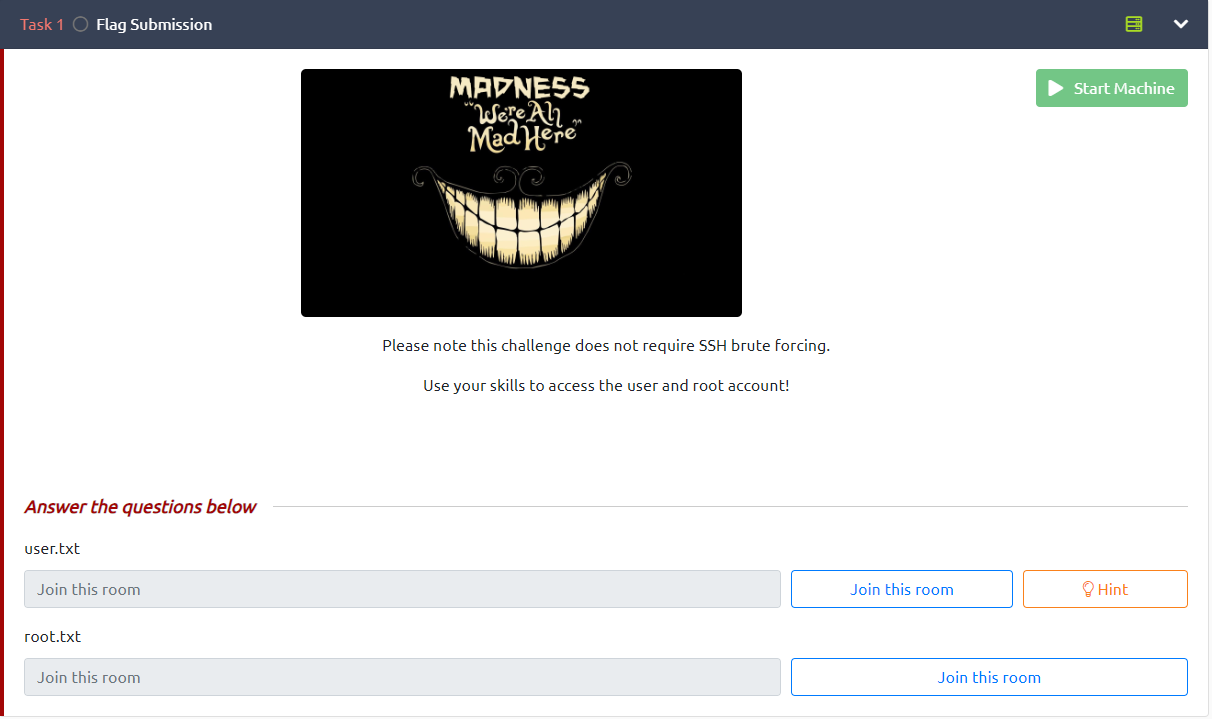 Task 1 Flag Submission
MADNESS
Start Machine
"We're All
Mad Here"
Please note this challenge does not require SSH brute forcing.
Use your skills to access the user and root account!
Answer the questions below
user.txt
Join this room Join this room Hint
root.txt
Join this room Join this room